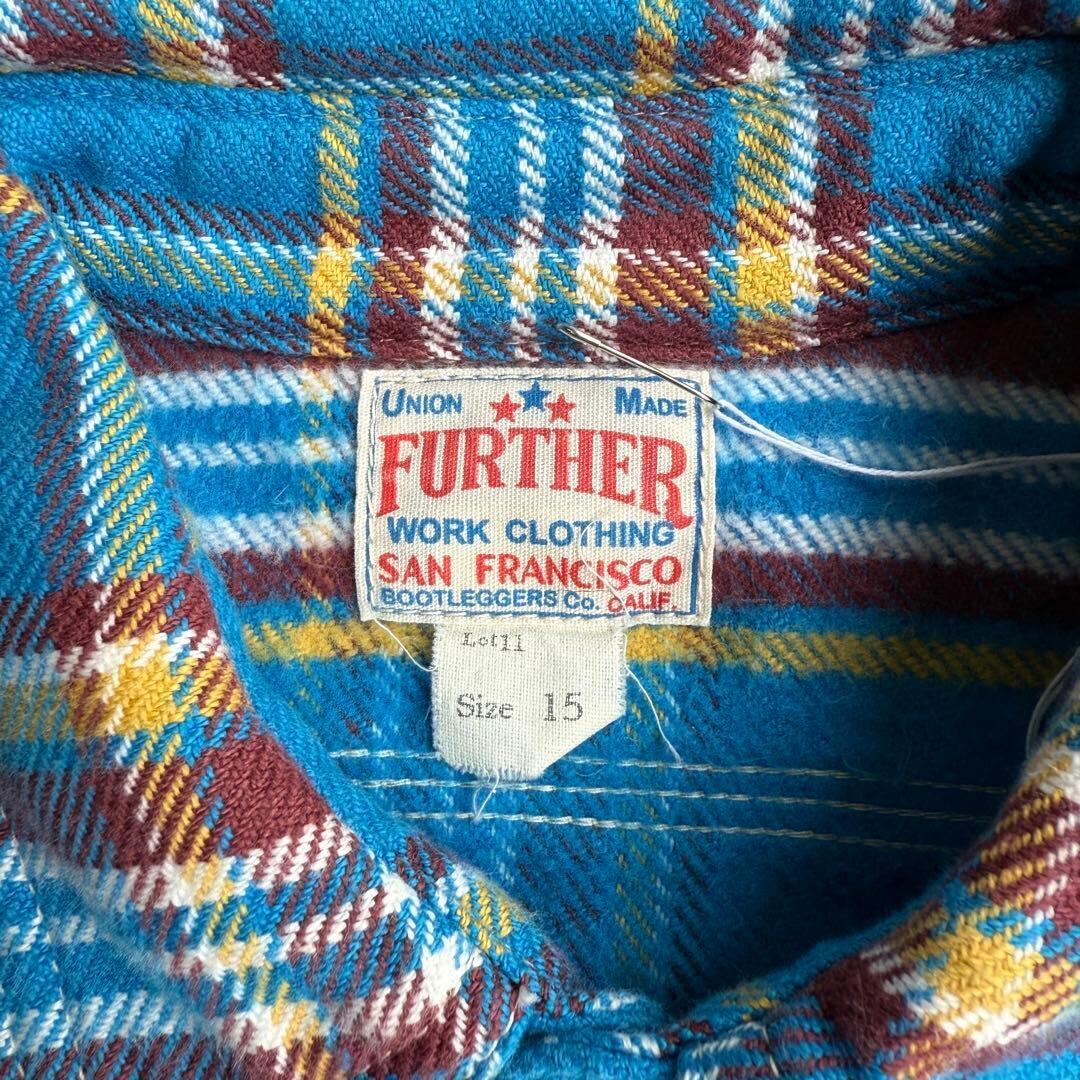 UNION MADE
FURTHER
WORK CLOTHING
SAN FRANCISCO
BOOTLEGGERS Co. CALIF.
Lot11
Size 15